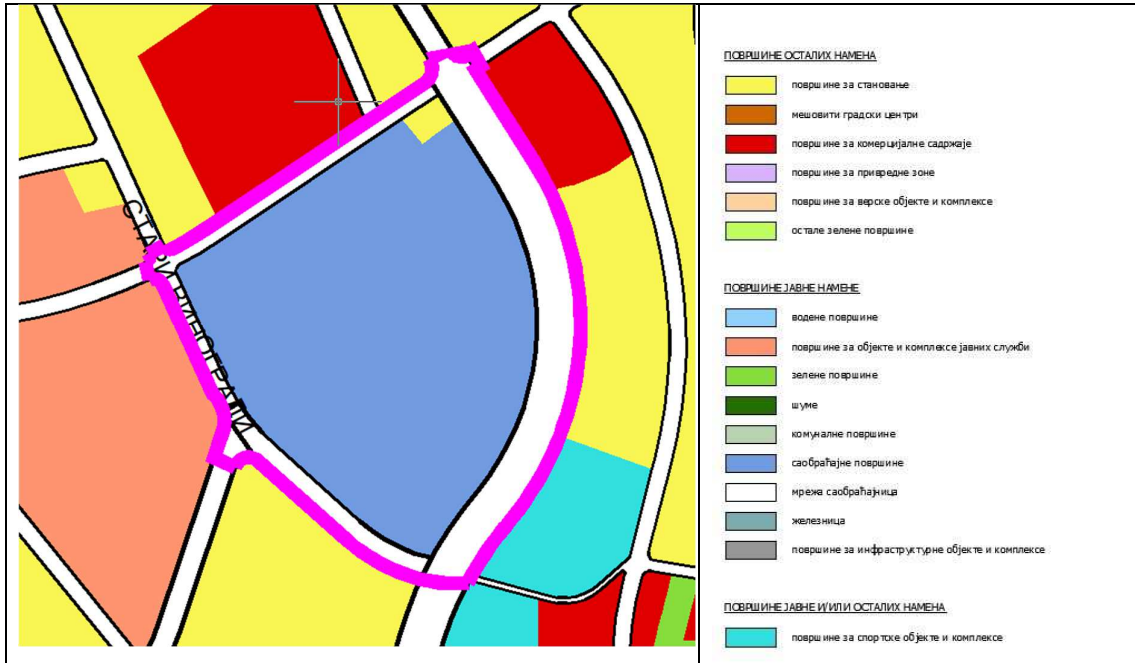 СТАРИ ВИНОГРАДИ
ПОВРШИНЕ ОСТАЛИХ НАМЕНА
површине за становање
мешовити градски центри
површине за комерцијалне садржаје
површине за привредне зоне
површине за верске објекте и комплексе
остале зелене површине
ПОВРШИНЕ ЈАВНЕ НАМЕНЕ
водене површине
површине за објекте и комплексе јавних служби
зелене површине
шуме
комуналне површине
саобраћајне површине
мрежа саобраћајница
железница
површине за инфраструктурне објекте и комплексе
ПОВРШИНЕ ЈАВНЕ И/ИЛИ ОСТАЛИХ НАМЕНА
површине за спортске објекте и комплексе